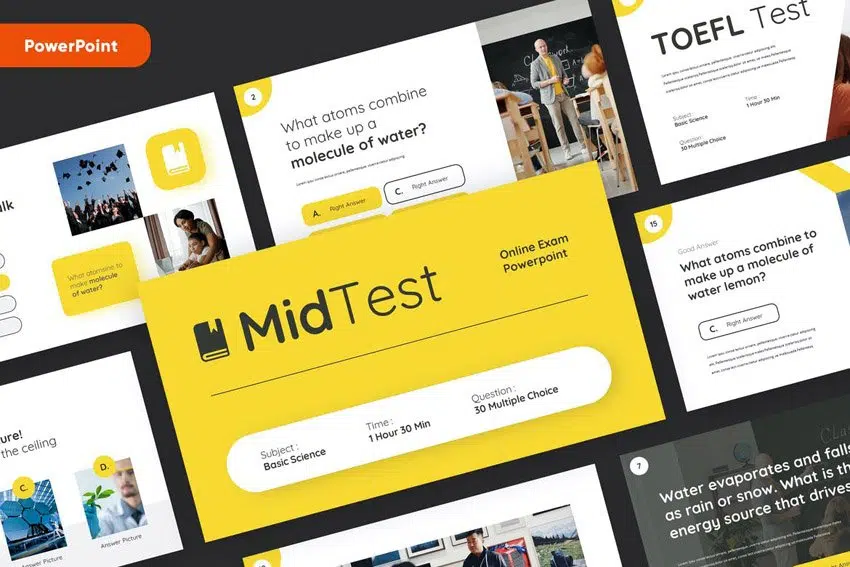 PowerPoint
2
What atoms combine
to make up a
molecule of water?
A. Right Answer
C. Right Answer
TOEFL Test
Time :
1 Hour 30 Min
Subject :
Basic Science
Question :
30 Multiple Choice
What atomsine to
make molecule
of water?
15
Good Answer
What atoms combine to
make up a molecule of
water lemon?
C. Right Answer
MidTest
Online Exam
Powerpoint
Subject :
Basic Science
Time :
1 Hour 30 Min
Question :
30 Multiple Choice
ure!
the ceiling
C.
D.
Answer Picture
Answer Picture
7
Water evaporates and falls
as rain or snow. What is th
energy source that drives